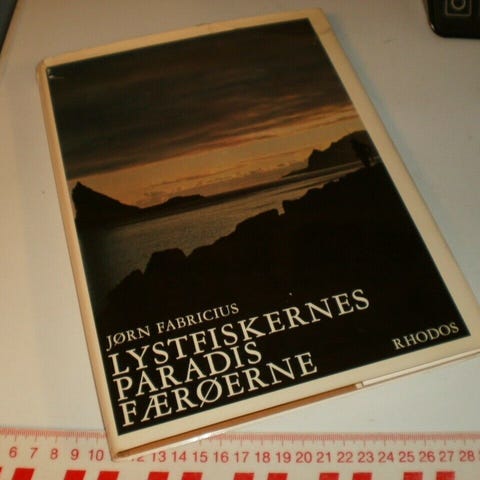 JØRN FABRICIUS
LYSTFISKERNES
PARADIS
FÆRØERNE
RHODOS
6 7 8 9 10 11 12 13 14 15 16 17 18 19 20 21 22 23 24 25 26 27 28